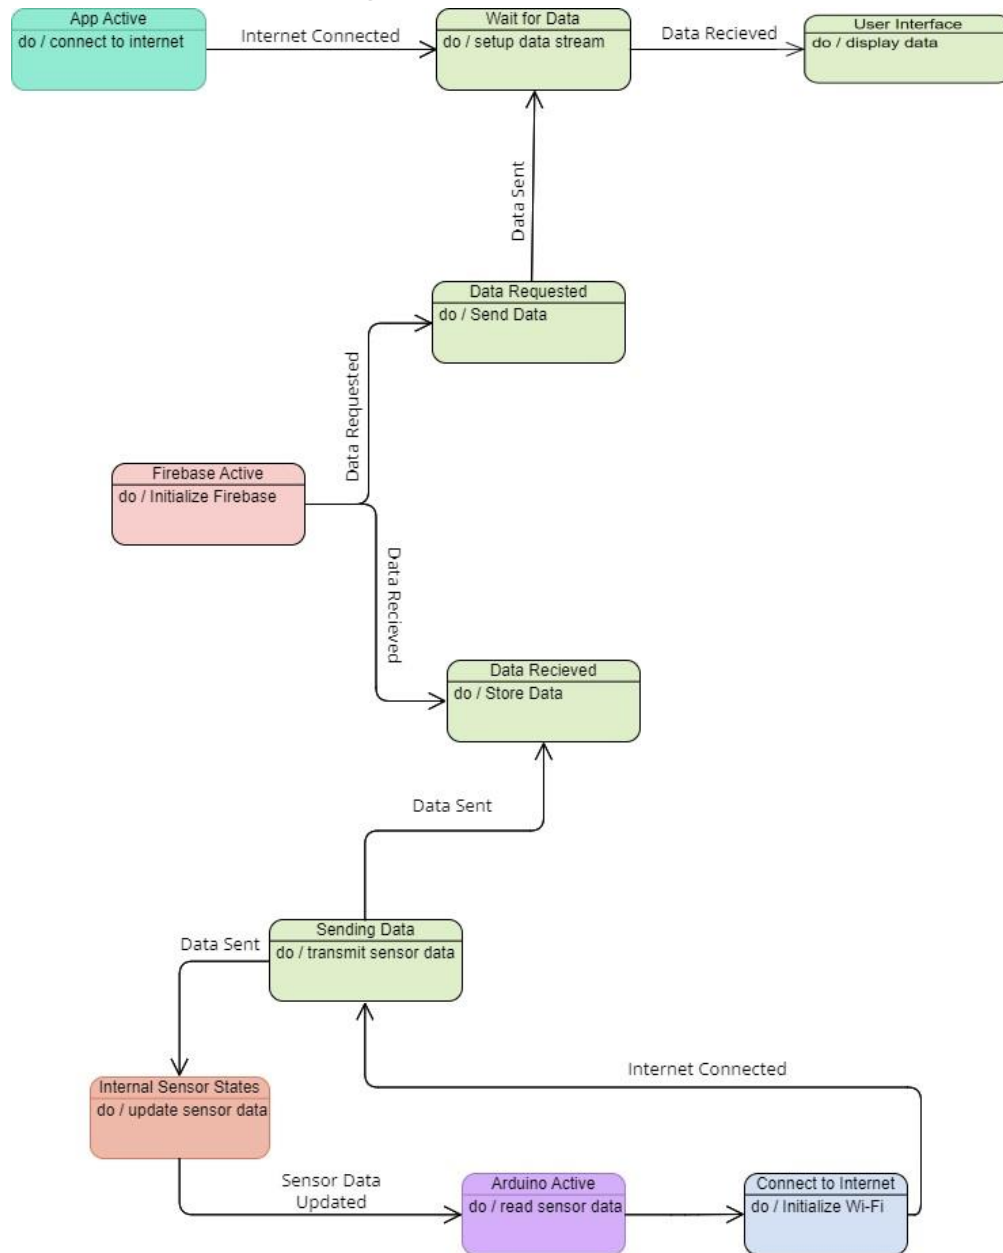 App Active
do / connect to internet
Internet Connected
Wait for Data
do / setup data stream
Data Recieved
User Interface
do / display data
Data Sent
Data Requested
do / Send Data
Data Requested
Firebase Active
do / Initialize Firebase
Data Recieved
Data Recieved
do / Store Data
Data Sent
Sending Data
do / transmit sensor data
Data Sent
Internet Connected
Internal Sensor States
do / update sensor data
Sensor Data
Updated
Arduino Active
do / read sensor data
Connect to Internet
do / Initialize Wi-Fi